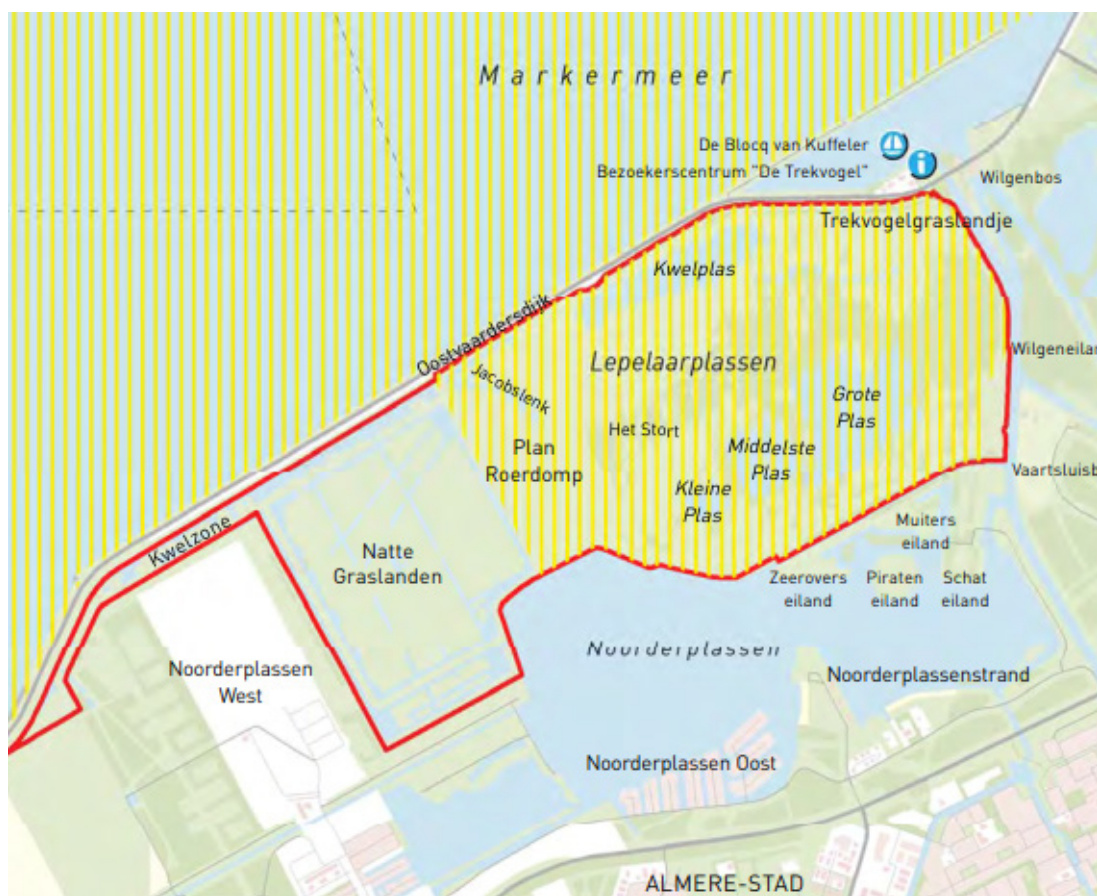 Markermeer
De Blocq van Kuffeler
Bezoekerscentrum "De Trekvogel"
Wilgenbos
Trekvogelgraslandje
Kwelplas
Oostvaardersdijk
Wilgeneilan
Lepelaarplassen
Jacobslenk
Grote
Plas
Het Stort
Plan
Roerdomp
Middelste
Plas
Vaartsluisb
Kleine
Plas
Kwelzone
Muiters
eiland
Natte
Graslanden
Zeerovers
eiland
Piraten
eiland
Schat
eiland
Noorderplassen
Noorderplassen
West
Noorderplassenstrand
Noorderplassen Oost
ALMERE-STAD